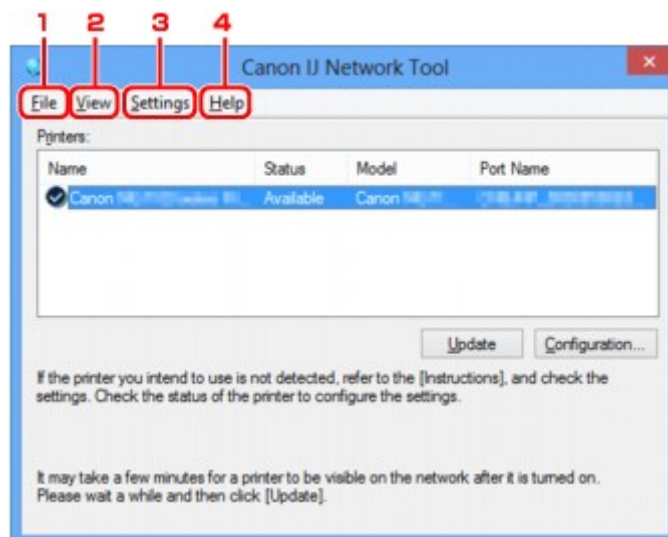 1 2 3 4
Canon IJ Network Tool
File View Settings Help
Printers:
Name Status Model Port Name
Canon Available Canon
Update Configuration...
If the printer you intend to use is not detected, refer to the [Instructions], and check the
settings. Check the status of the printer to configure the settings.
It may take a few minutes for a printer to be visible on the network after it is turned on.
Please wait a while and then click [Update].